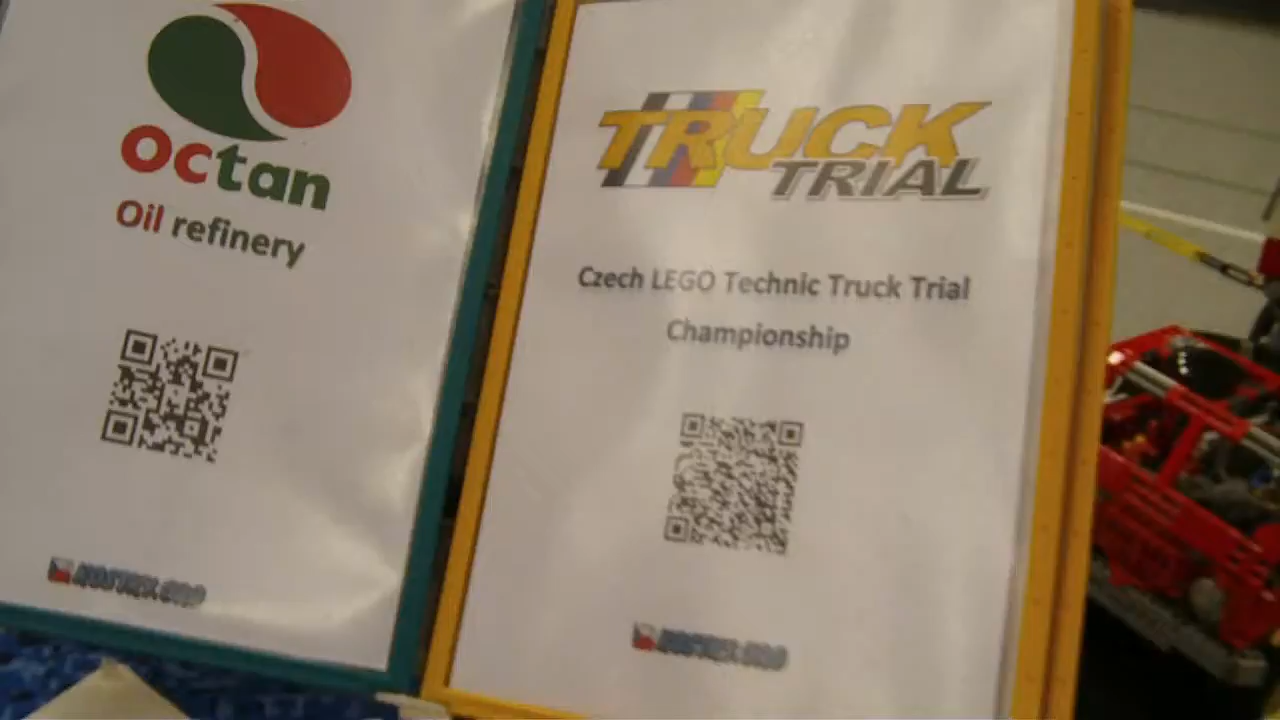 Octan
Oil refinery
TRUCK
TRIAL
Czech LEGO Technic Truck Trial
Championship